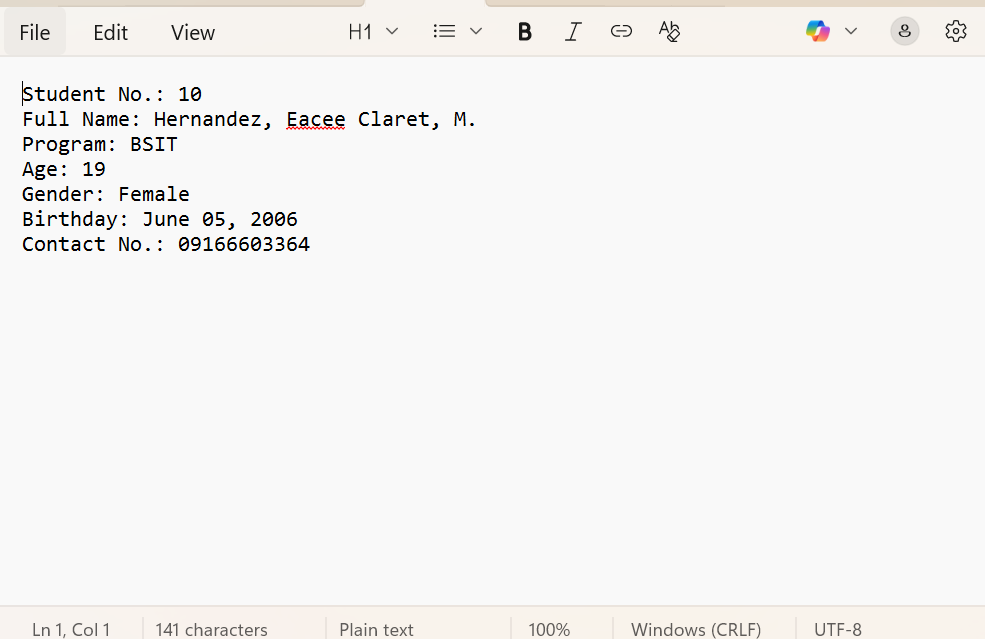 File Edit View H1 B I
Student No.: 10
Full Name: Hernandez, Eacee Claret, M.
Program: BSIT
Age: 19
Gender: Female
Birthday: June 05, 2006
Contact No.: 09166603364
Ln 1, Col 1 141 characters Plain text 100% Windows (CRLF) UTF-8